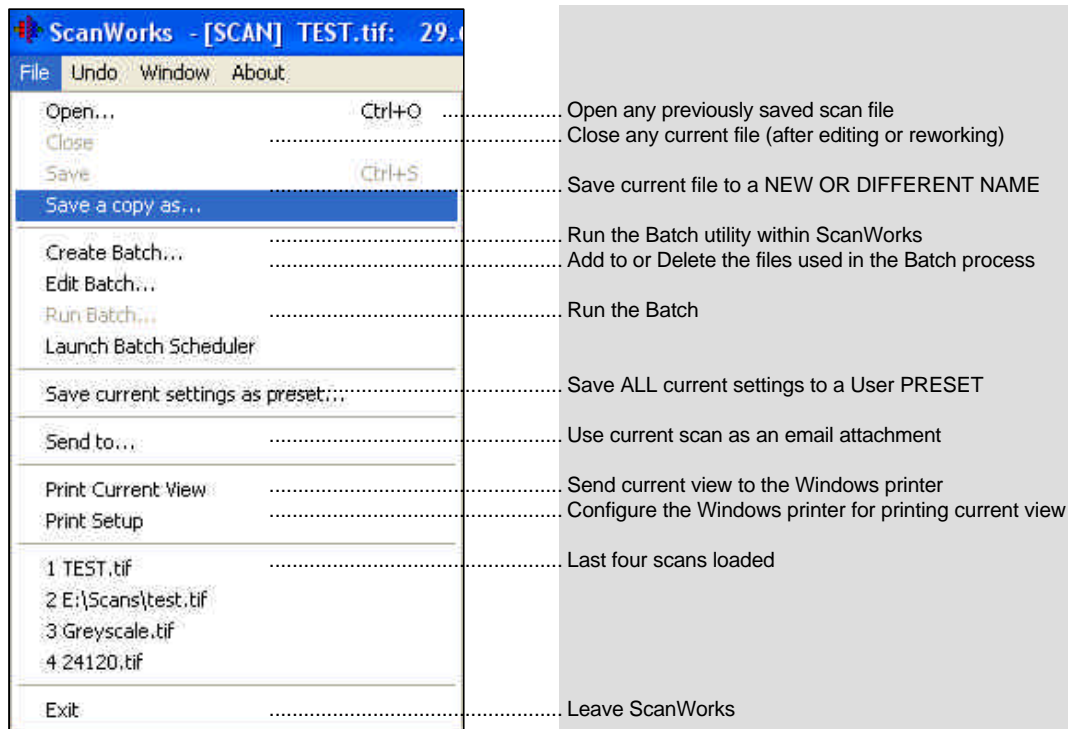 ScanWorks - [SCAN] TEST.tif: 29.
File Undo Window About
Open... Ctrl+O ..................... Open any previously saved scan file
Close ..................... Close any current file (after editing or reworking)
Save Ctrl+S
Save a copy as... ..................... Save current file to a NEW OR DIFFERENT NAME
Create Batch... ..................... Run the Batch utility within ScanWorks
Edit Batch... ..................... Add to or Delete the files used in the Batch process
Run Batch... ..................... Run the Batch
Launch Batch Scheduler
Save current settings as preset... ..................... Save ALL current settings to a User PRESET
Send to... ..................... Use current scan as an email attachment
Print Current View ..................... Send current view to the Windows printer
Print Setup ..................... Configure the Windows printer for printing current view
1 TEST.tif ..................... Last four scans loaded
2 E:\Scans\test.tif
3 Greyscale.tif
4 24120.tif
Exit ..................... Leave ScanWorks